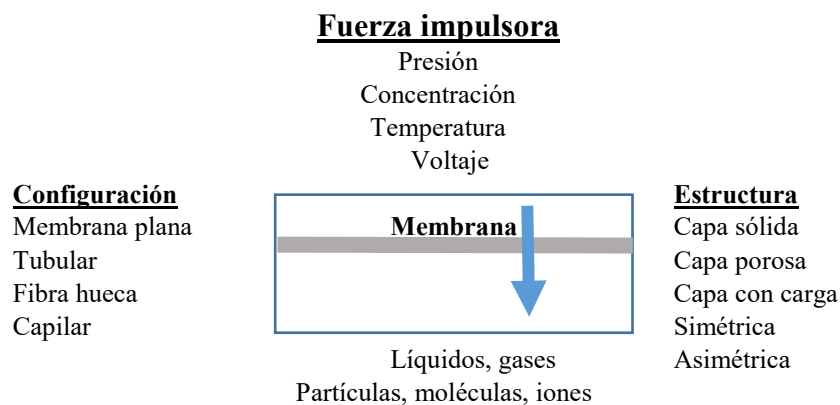 Fuerza impulsora
Presión
Concentración
Temperatura
Voltaje
Configuración
Membrana plana
Tubular
Fibra hueca
Capilar
Membrana
Estructura
Capa sólida
Capa porosa
Capa con carga
Simétrica
Asimétrica
Líquidos, gases
Partículas, moléculas, iones